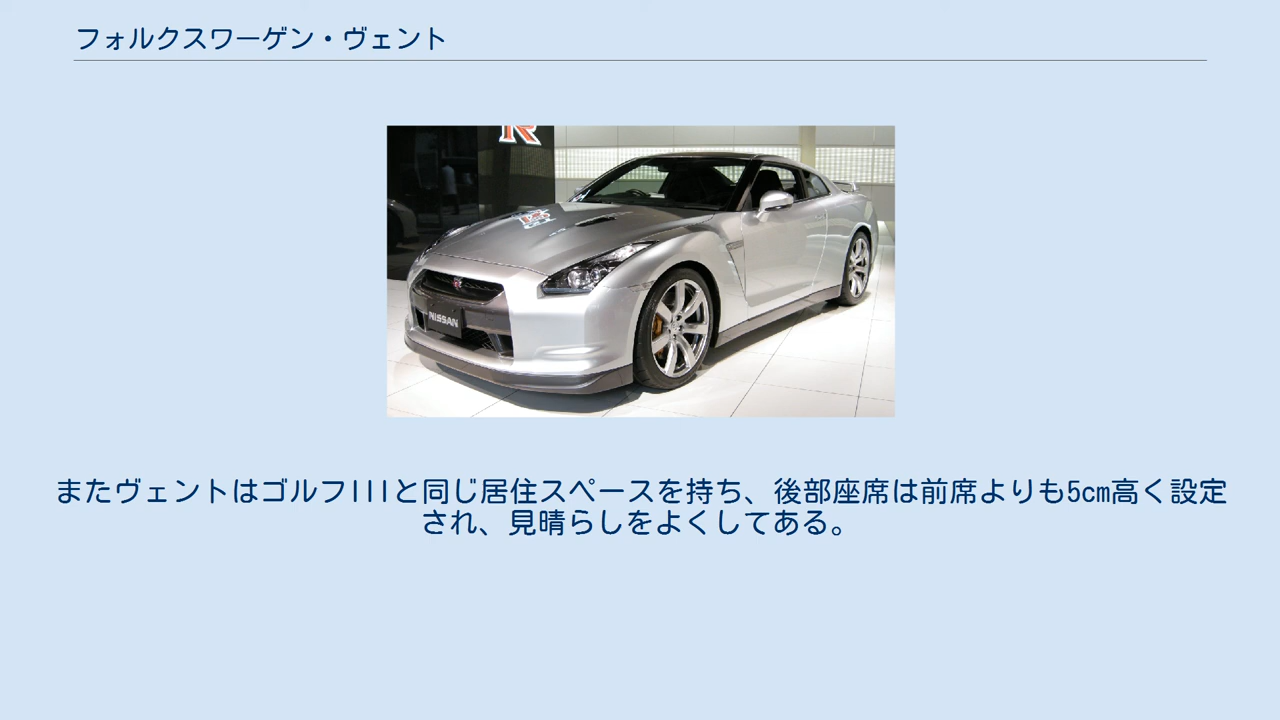 フォルクスワーゲン・ヴェント
R
R
NISSAN
またヴェントはゴルフIIIと同じ居住スペースを持ち、後部座席は前席よりも5cm高く設定
され、見晴らしをよくしてある。